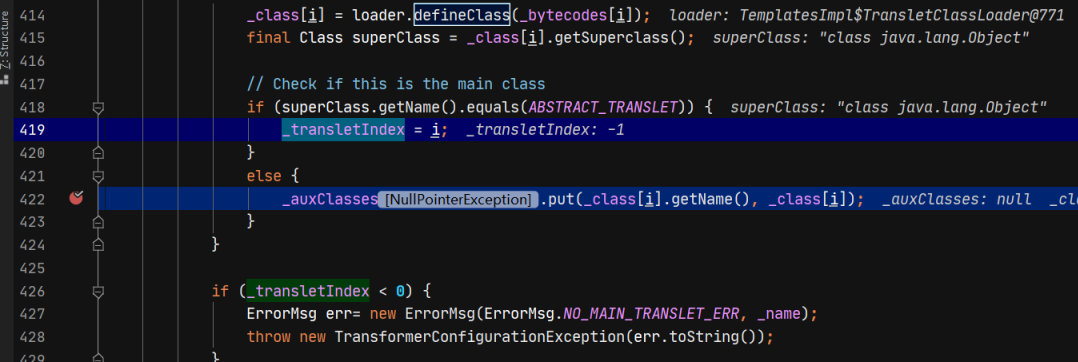 Z: Structure
414 _class[i] = loader.defineClass(_bytecodes[i]); loader: TemplatesImpl$TransletClassLoader@771
415 final Class superClass = _class[i].getSuperclass(); superClass: "class java.lang.Object"
416
417 // Check if this is the main class
418 if (superClass.getName().equals(ABSTRACT_TRANSLET)) { superClass: "class java.lang.Object"
419 _transletIndex = i; _transletIndex: -1
420 }
421 else {
422 _auxClasses [NullPointerException] .put(_class[i].getName(), _class[i]); _auxClasses: null _cl
423 }
424 }
425
426 if (_transletIndex < 0) {
427 ErrorMsg err= new ErrorMsg(ErrorMsg.NO_MAIN_TRANSLET_ERR, _name);
428 throw new TransformerConfigurationException(err.toString());
429 }